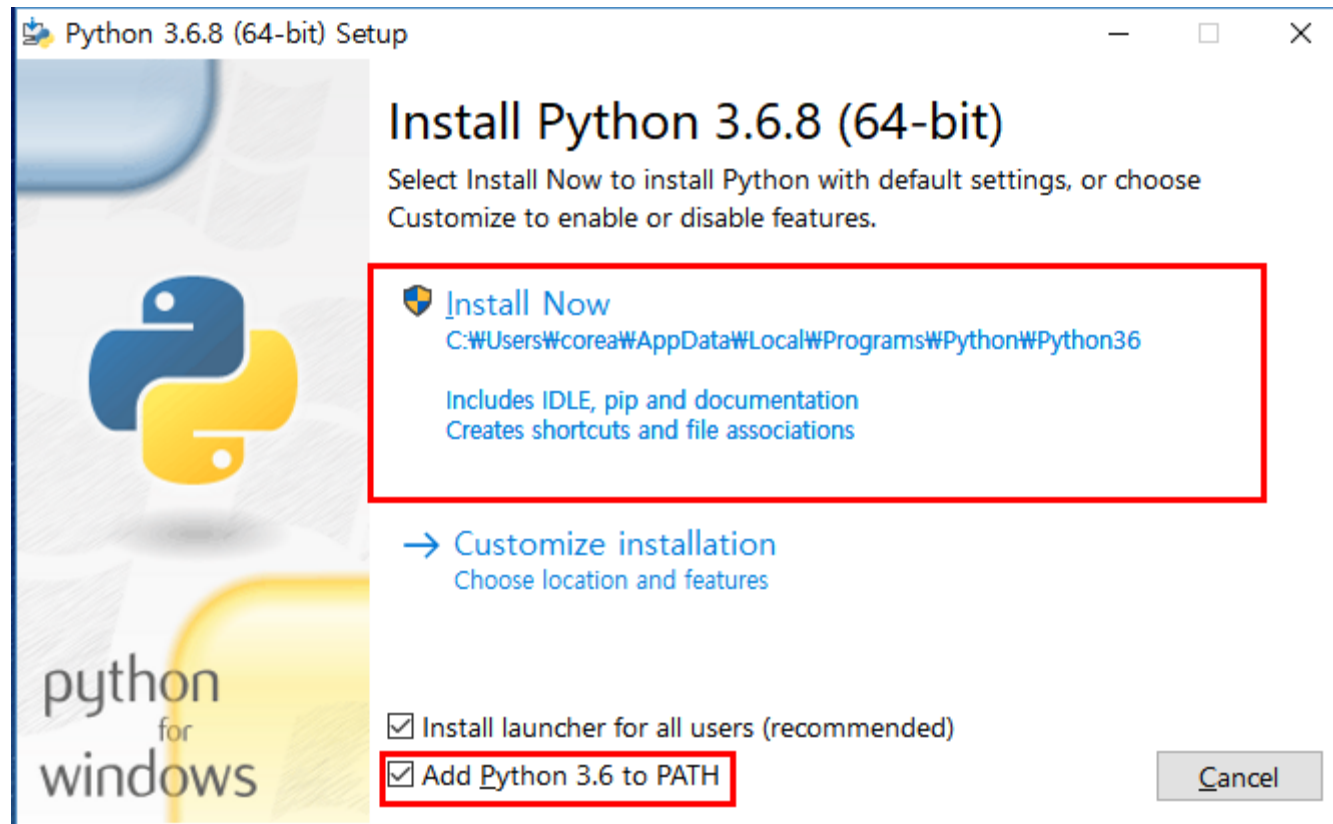 Python 3.6.8 (64-bit) Setup
Install Python 3.6.8 (64-bit)
Select Install Now to install Python with default settings, or choose
Customize to enable or disable features.
Install Now
C:₩Users₩corea₩AppData₩Local₩Programs₩Python₩Python36
Includes IDLE, pip and documentation
Creates shortcuts and file associations
→ Customize installation
Choose location and features
python
for
windows
Install launcher for all users (recommended)
Add Python 3.6 to PATH
Cancel